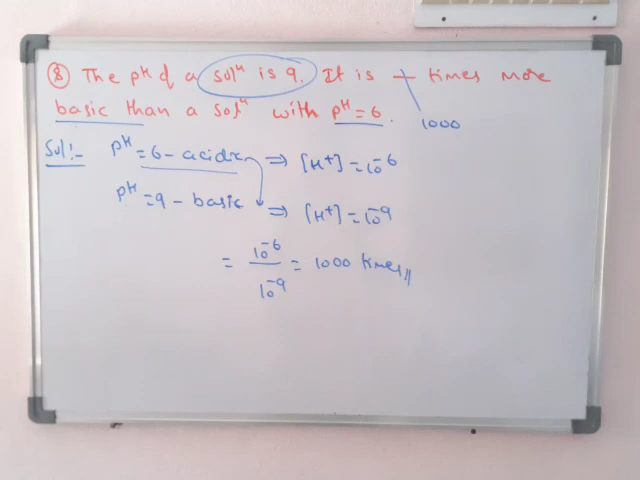 ⑧ The pH of a solⁿ is 9. It is — times more
basic than a solⁿ with pH = 6.
1000
Sol:- pH = 6 - acidic ⇒ [H+] = 10⁻⁶
pH = 9 - basic ⇒ [H+] = 10⁻⁹
= 10⁻⁶ / 10⁻⁹ = 1000 times //